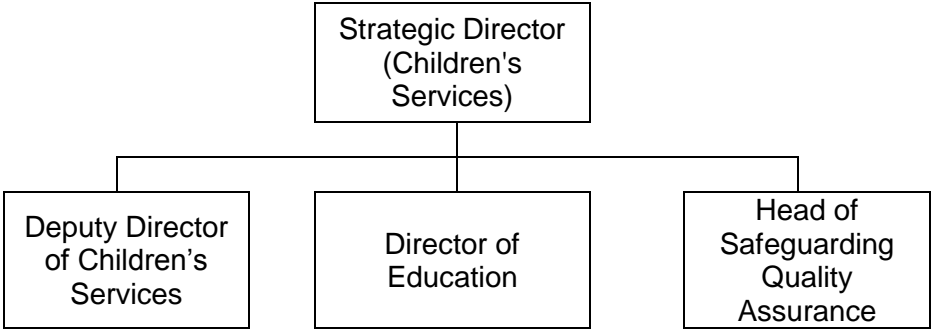 Strategic Director
(Children's
Services)
Deputy Director
of Children’s
Services
Director of
Education
Head of
Safeguarding
Quality
Assurance